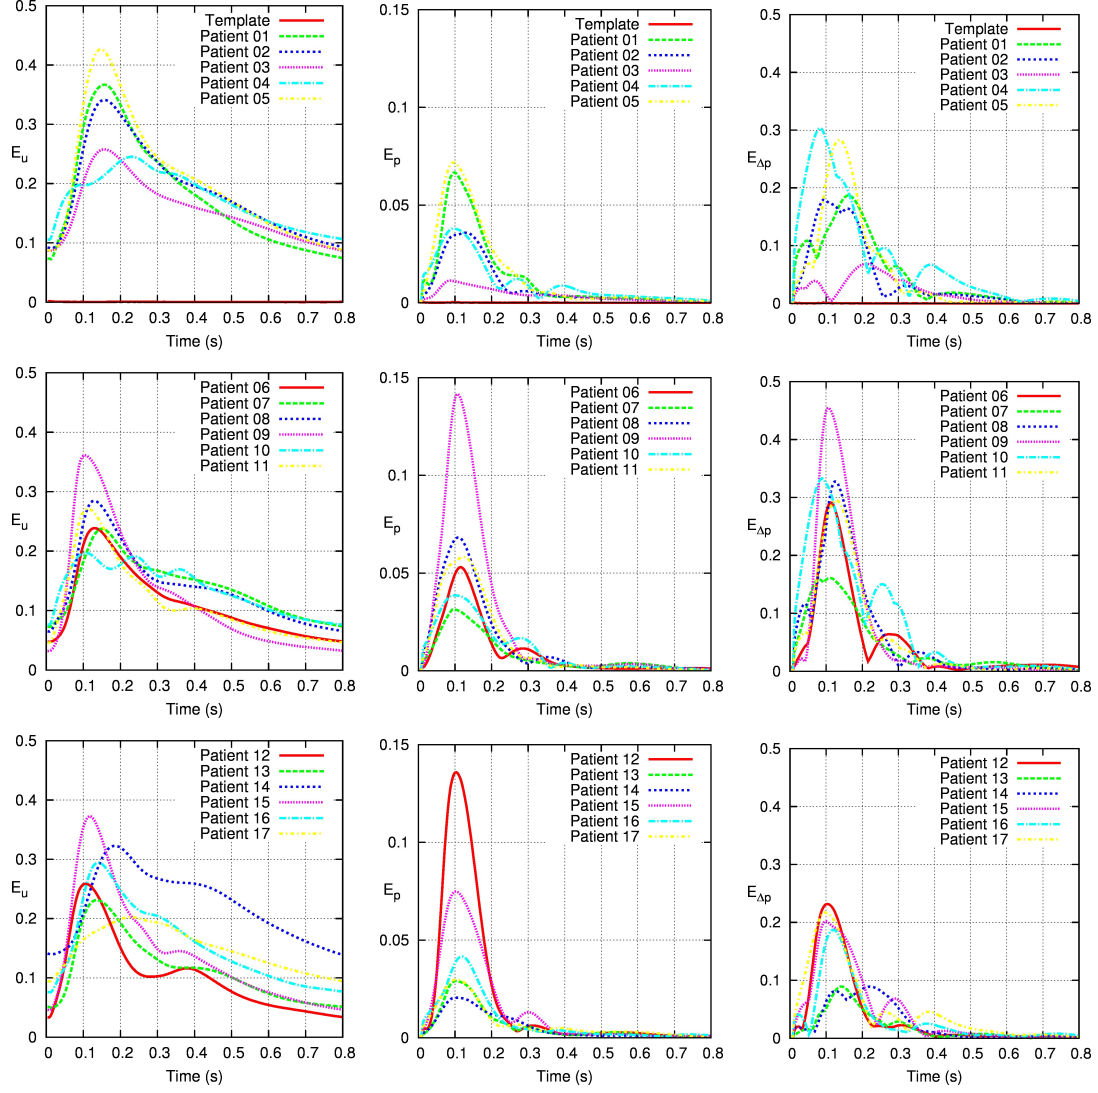 0.5
0.4
0.3
0.2
0.1
0
E_u
Template
Patient 01
Patient 02
Patient 03
Patient 04
Patient 05
0 0.1 0.2 0.3 0.4 0.5 0.6 0.7 0.8
Time (s)
0.15
0.1
0.05
0
E_p
Template
Patient 01
Patient 02
Patient 03
Patient 04
Patient 05
0 0.1 0.2 0.3 0.4 0.5 0.6 0.7 0.8
Time (s)
0.5
0.4
0.3
0.2
0.1
0
E_Δp
Template
Patient 01
Patient 02
Patient 03
Patient 04
Patient 05
0 0.1 0.2 0.3 0.4 0.5 0.6 0.7 0.8
Time (s)
0.5
0.4
0.3
0.2
0.1
0
E_u
Patient 06
Patient 07
Patient 08
Patient 09
Patient 10
Patient 11
0 0.1 0.2 0.3 0.4 0.5 0.6 0.7 0.8
Time (s)
0.15
0.1
0.05
0
E_p
Patient 06
Patient 07
Patient 08
Patient 09
Patient 10
Patient 11
0 0.1 0.2 0.3 0.4 0.5 0.6 0.7 0.8
Time (s)
0.5
0.4
0.3
0.2
0.1
0
E_Δp
Patient 06
Patient 07
Patient 08
Patient 09
Patient 10
Patient 11
0 0.1 0.2 0.3 0.4 0.5 0.6 0.7 0.8
Time (s)
0.5
0.4
0.3
0.2
0.1
0
E_u
Patient 12
Patient 13
Patient 14
Patient 15
Patient 16
Patient 17
0 0.1 0.2 0.3 0.4 0.5 0.6 0.7 0.8
Time (s)
0.15
0.1
0.05
0
E_p
Patient 12
Patient 13
Patient 14
Patient 15
Patient 16
Patient 17
0 0.1 0.2 0.3 0.4 0.5 0.6 0.7 0.8
Time (s)
0.5
0.4
0.3
0.2
0.1
0
E_Δp
Patient 12
Patient 13
Patient 14
Patient 15
Patient 16
Patient 17
0 0.1 0.2 0.3 0.4 0.5 0.6 0.7 0.8
Time (s)